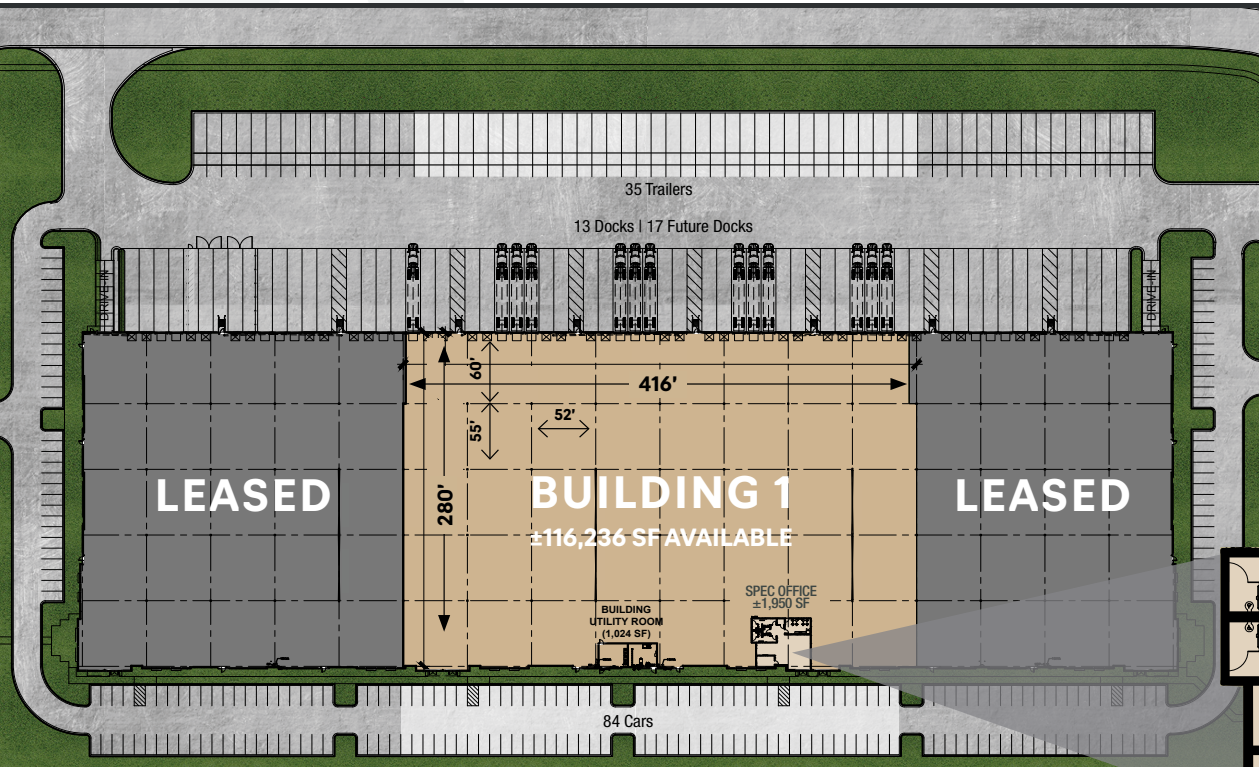 35 Trailers
13 Docks | 17 Future Docks
DRIVE-IN
DRIVE-IN
60'
416'
52'
55'
280'
LEASED
BUILDING 1
±116,236 SF AVAILABLE
LEASED
SPEC OFFICE
±1,950 SF
BUILDING
UTILITY ROOM
(1,024 SF)
84 Cars